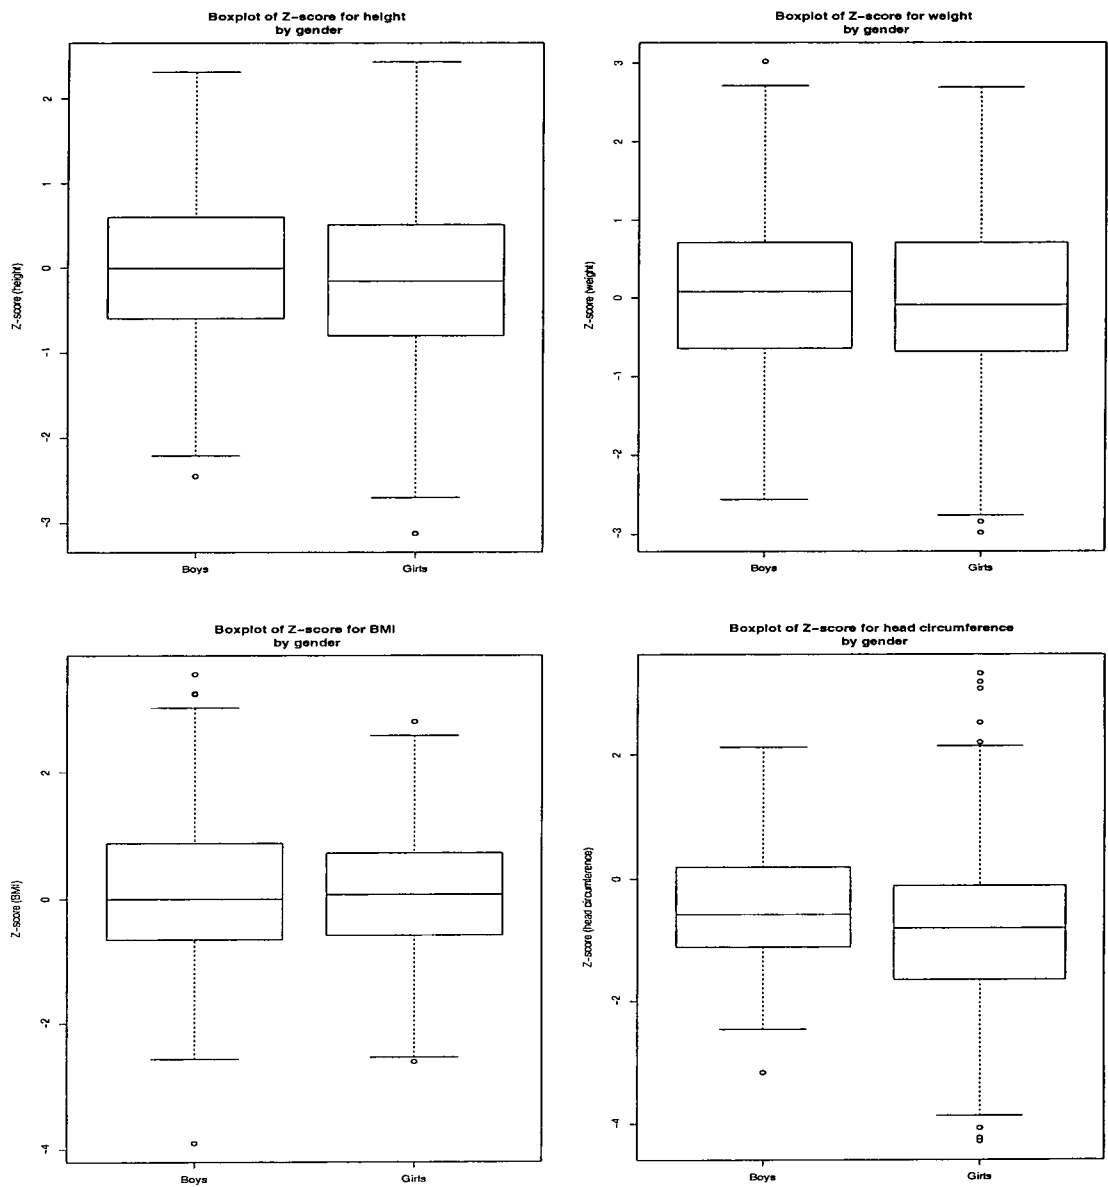 Boxplot of Z-score for height
by gender
2
1
0
-1
-2
-3
Z-score (height)
Boys
Girls
Boxplot of Z-score for weight
by gender
3
2
1
0
-1
-2
-3
Z-score (weight)
Boys
Girls
Boxplot of Z-score for BMI
by gender
2
0
-2
-4
Z-score (BMI)
Boys
Girls
Boxplot of Z-score for head circumference
by gender
2
0
-2
-4
Z-score (head circumference)
Boys
Girls